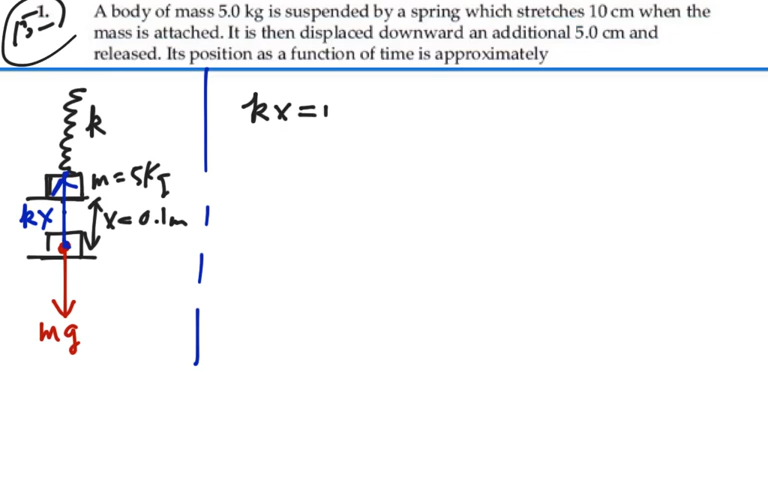 A body of mass 5.0 kg is suspended by a spring which stretches 10 cm when the
mass is attached. It is then displaced downward an additional 5.0 cm and
released. Its position as a function of time is approximately
k
kx = 
m = 5Kg
kx
x = 0.1m
mg